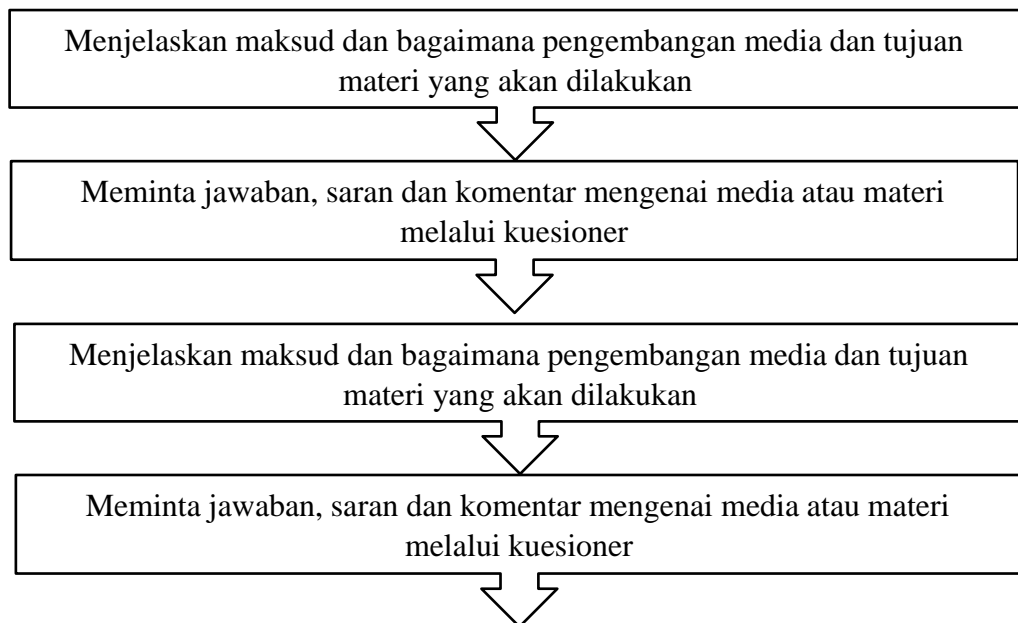 Menjelaskan maksud dan bagaimana pengembangan media dan tujuan
materi yang akan dilakukan
Meminta jawaban, saran dan komentar mengenai media atau materi
melalui kuesioner
Menjelaskan maksud dan bagaimana pengembangan media dan tujuan
materi yang akan dilakukan
Meminta jawaban, saran dan komentar mengenai media atau materi
melalui kuesioner